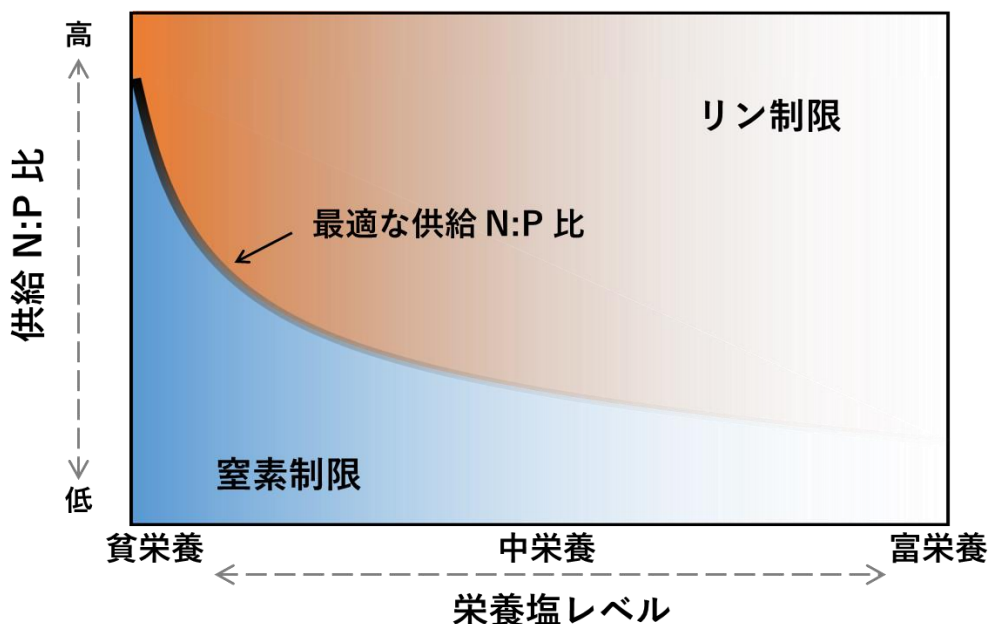 高
リン制限
供給 N:P 比
最適な供給 N:P 比
窒素制限
低
貧栄養
中栄養
富栄養
栄養塩レベル